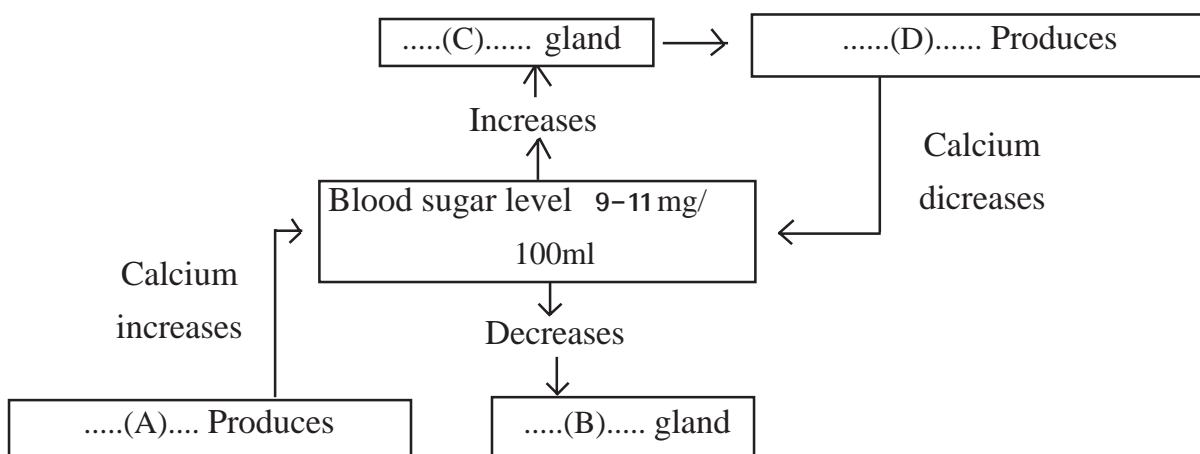 .....(C)...... gland
......(D)...... Produces
Increases
Calcium
dicreases
Blood sugar level 9-11 mg/
100ml
Calcium
increases
Decreases
.....(A).... Produces
.....(B)..... gland